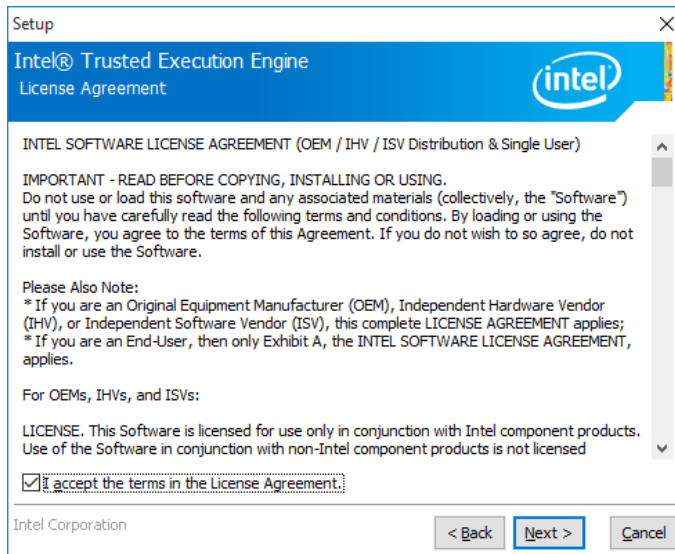 Setup
Intel® Trusted Execution Engine
License Agreement
intel
INTEL SOFTWARE LICENSE AGREEMENT (OEM / IHV / ISV Distribution & Single User)
IMPORTANT - READ BEFORE COPYING, INSTALLING OR USING.
Do not use or load this software and any associated materials (collectively, the "Software")
until you have carefully read the following terms and conditions. By loading or using the
Software, you agree to the terms of this Agreement. If you do not wish to so agree, do not
install or use the Software.
Please Also Note:
* If you are an Original Equipment Manufacturer (OEM), Independent Hardware Vendor
(IHV), or Independent Software Vendor (ISV), this complete LICENSE AGREEMENT applies;
* If you are an End-User, then only Exhibit A, the INTEL SOFTWARE LICENSE AGREEMENT,
applies.
For OEMs, IHVs, and ISVs:
LICENSE. This Software is licensed for use only in conjunction with Intel component products.
Use of the Software in conjunction with non-Intel component products is not licensed
I accept the terms in the License Agreement.
Intel Corporation
< Back Next > Cancel